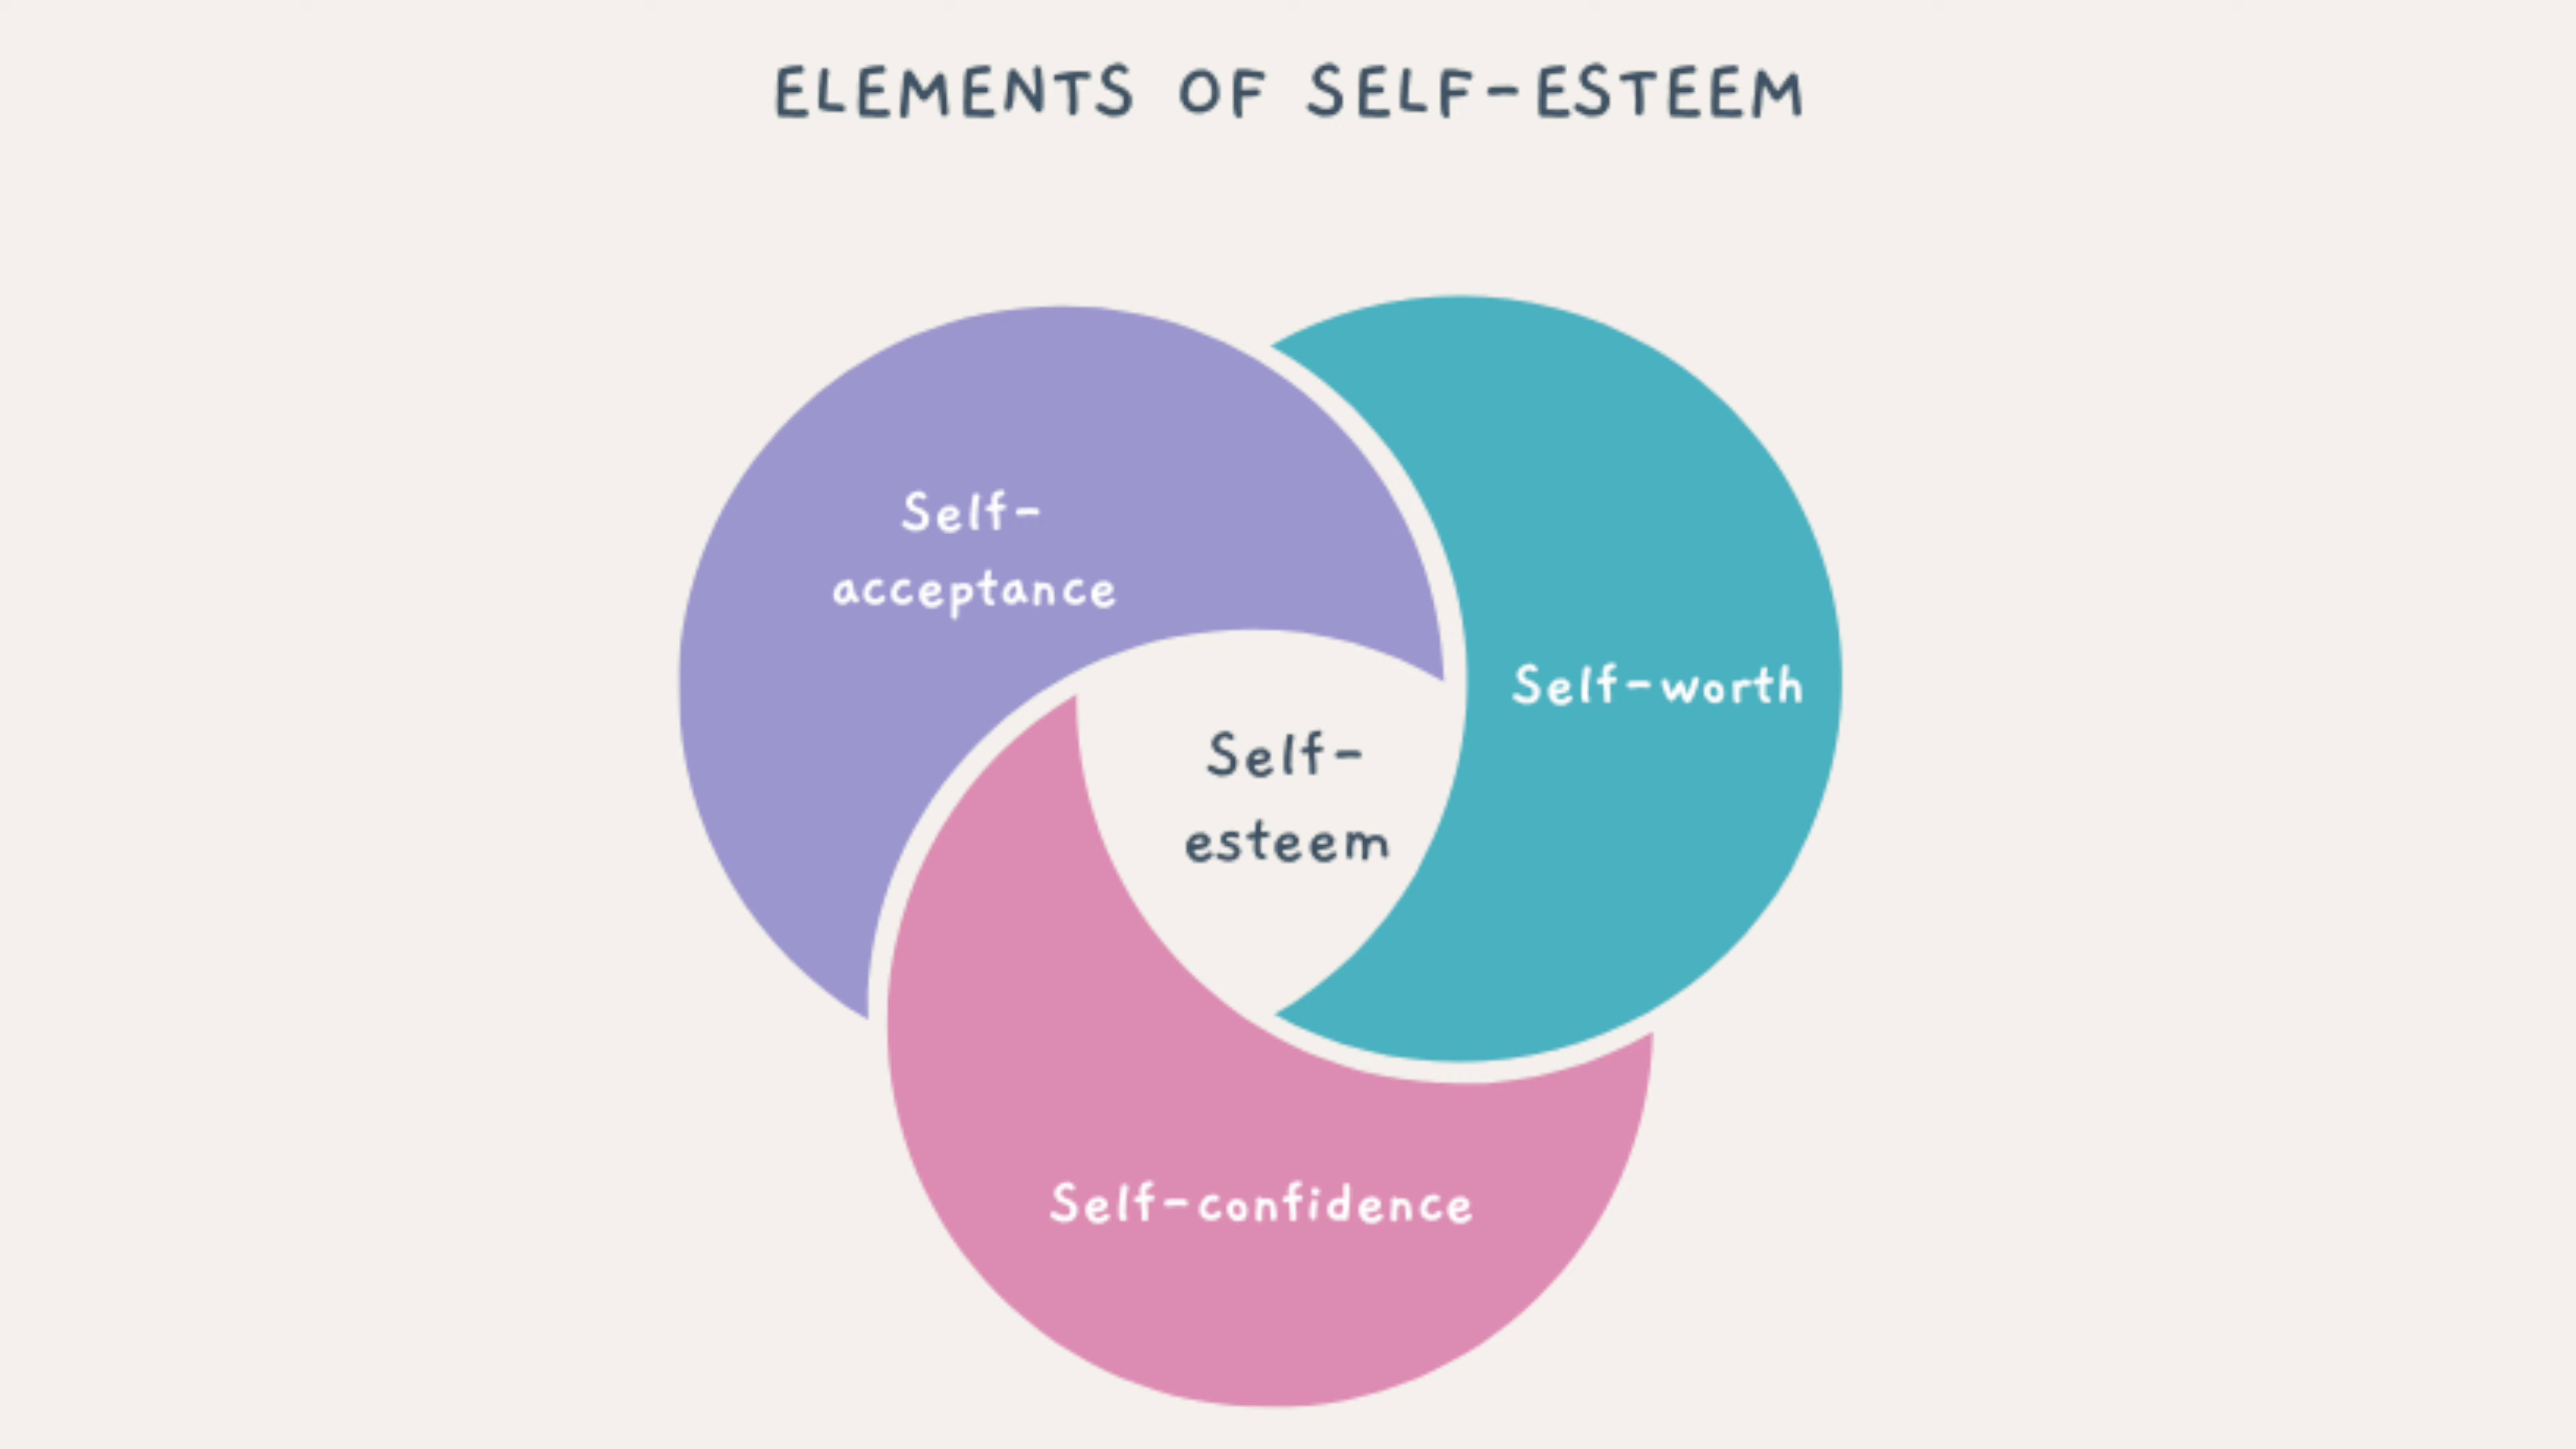 ELEMENTS OF SELF-ESTEEM
Self-
acceptance
Self-worth
Self-
esteem
Self-confidence